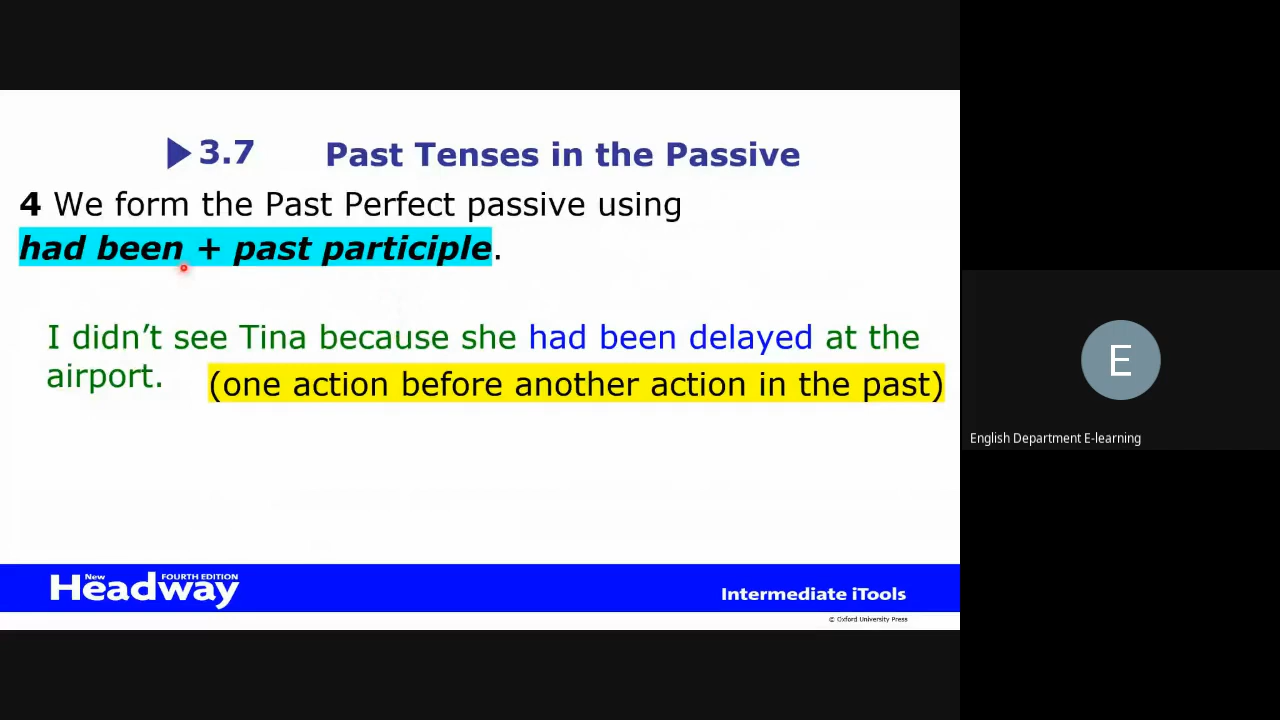 3.7 Past Tenses in the Passive
4 We form the Past Perfect passive using
had been + past participle.
I didn’t see Tina because she had been delayed at the
airport. (one action before another action in the past)
E
English Department E-learning
New Headway FOURTH EDITION
Intermediate iTools
© Oxford University Press